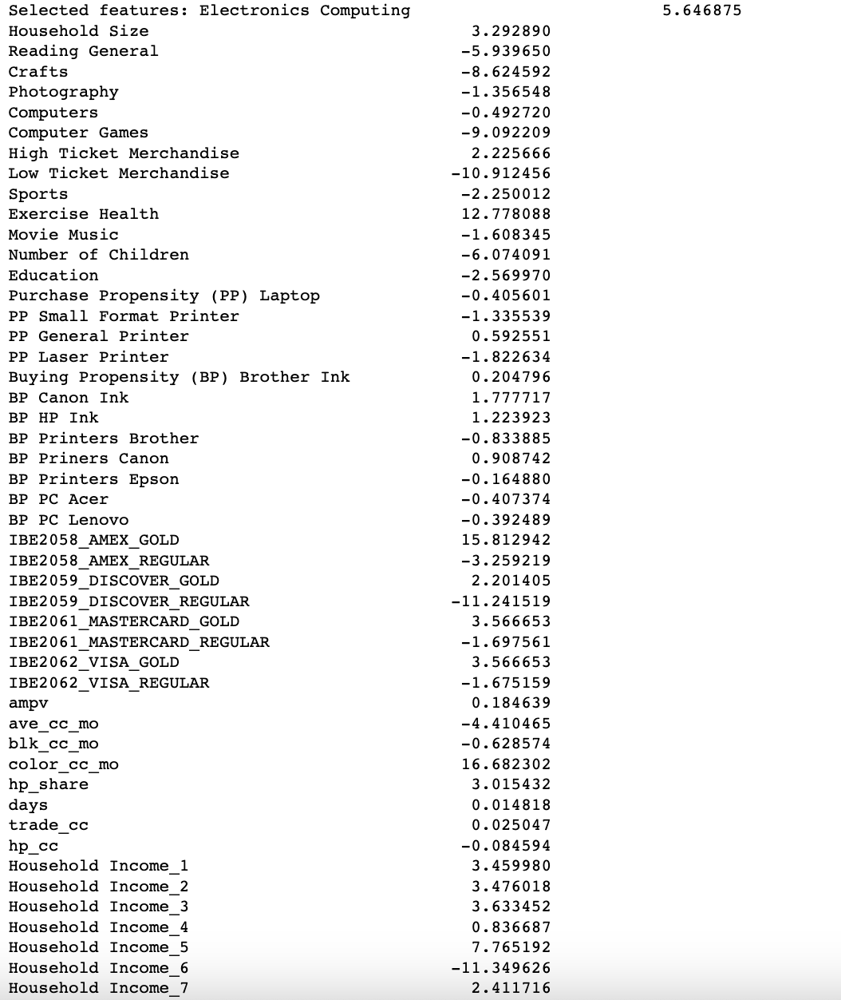 Selected features: Electronics Computing 5.646875
Household Size 3.292890
Reading General -5.939650
Crafts -8.624592
Photography -1.356548
Computers -0.492720
Computer Games -9.092209
High Ticket Merchandise 2.225666
Low Ticket Merchandise -10.912456
Sports -2.250012
Exercise Health 12.778088
Movie Music -1.608345
Number of Children -6.074091
Education -2.569970
Purchase Propensity (PP) Laptop -0.405601
PP Small Format Printer -1.335539
PP General Printer 0.592551
PP Laser Printer -1.822634
Buying Propensity (BP) Brother Ink 0.204796
BP Canon Ink 1.777717
BP HP Ink 1.223923
BP Printers Brother -0.833885
BP Priners Canon 0.908742
BP Printers Epson -0.164880
BP PC Acer -0.407374
BP PC Lenovo -0.392489
IBE2058_AMEX_GOLD 15.812942
IBE2058_AMEX_REGULAR -3.259219
IBE2059_DISCOVER_GOLD 2.201405
IBE2059_DISCOVER_REGULAR -11.241519
IBE2061_MASTERCARD_GOLD 3.566653
IBE2061_MASTERCARD_REGULAR -1.697561
IBE2062_VISA_GOLD 3.566653
IBE2062_VISA_REGULAR -1.675159
ampv 0.184639
ave_cc_mo -4.410465
blk_cc_mo -0.628574
color_cc_mo 16.682302
hp_share 3.015432
days 0.014818
trade_cc 0.025047
hp_cc -0.084594
Household Income_1 3.459980
Household Income_2 3.476018
Household Income_3 3.633452
Household Income_4 0.836687
Household Income_5 7.765192
Household Income_6 -11.349626
Household Income_7 2.411716